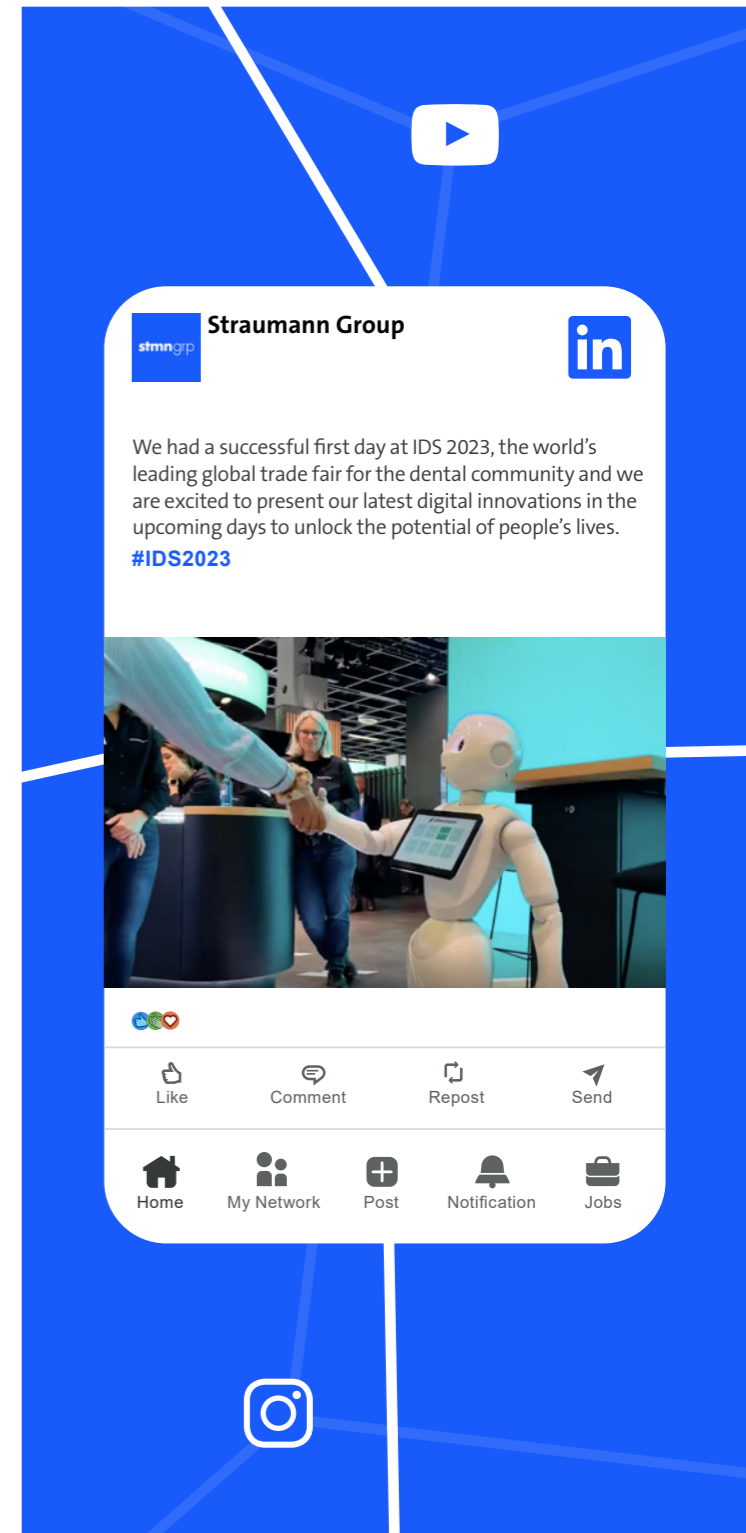 stmngrp
Straumann Group
in
We had a successful first day at IDS 2023, the world’s
leading global trade fair for the dental community and we
are excited to present our latest digital innovations in the
upcoming days to unlock the potential of people’s lives.
#IDS2023
Like
Comment
Repost
Send
Home
My Network
Post
Notification
Jobs